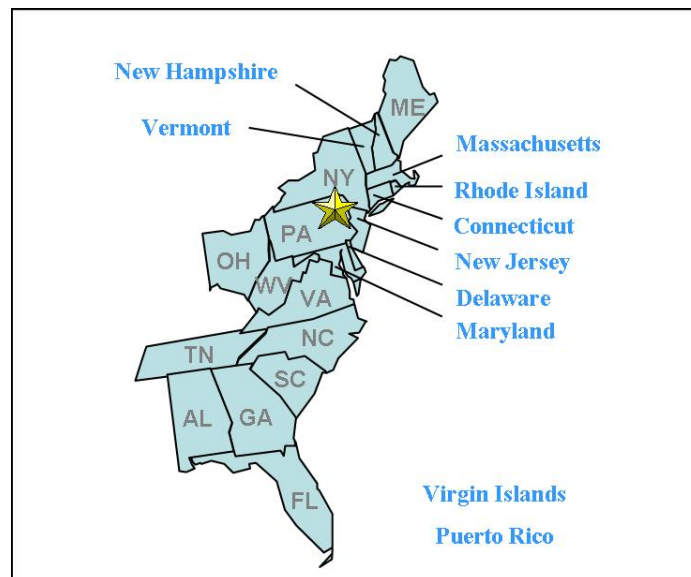 New Hampshire
ME
Vermont
Massachusetts
NY
Rhode Island
Connecticut
PA
New Jersey
OH
WV
VA
Delaware
Maryland
NC
TN
SC
AL
GA
FL
Virgin Islands
Puerto Rico